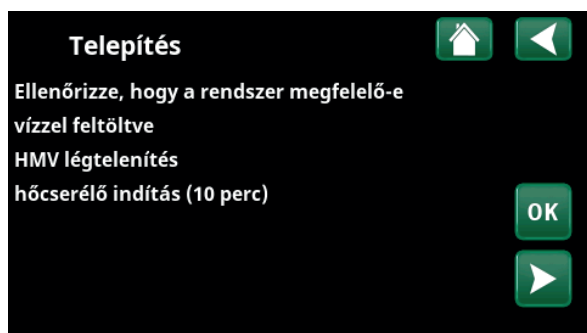 Telepítés
Ellenőrizze, hogy a rendszer megfelelő-e
vízzel feltöltve
HMV légtelenítés
hőcserélő indítás (10 perc)
OK